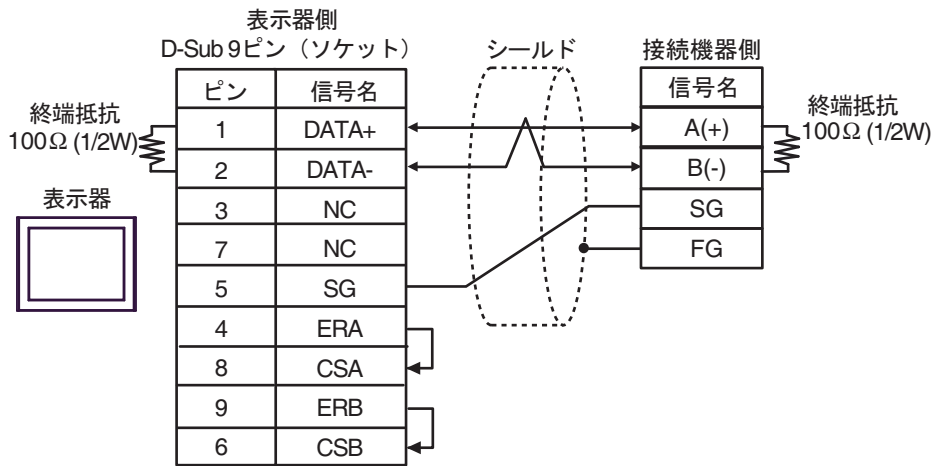 表示器側
D-Sub 9ピン（ソケット）
シールド
接続機器側
ピン 信号名
信号名
終端抵抗
100Ω (1/2W)
1 DATA+
A(+)
終端抵抗
100Ω (1/2W)
2 DATA-
B(-)
表示器
3 NC
SG
7 NC
FG
5 SG
4 ERA
8 CSA
9 ERB
6 CSB